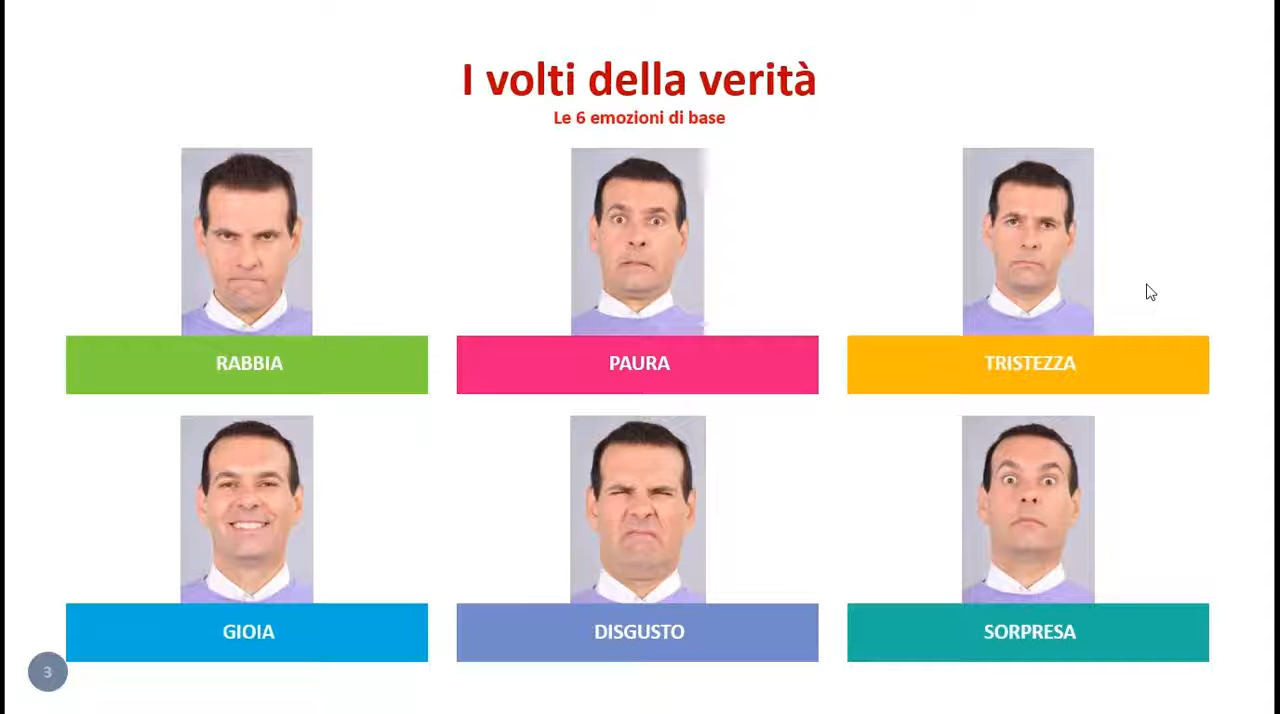 I volti della verità
Le 6 emozioni di base
RABBIA
PAURA
TRISTEZZA
GIOIA
DISGUSTO
SORPRESA
3